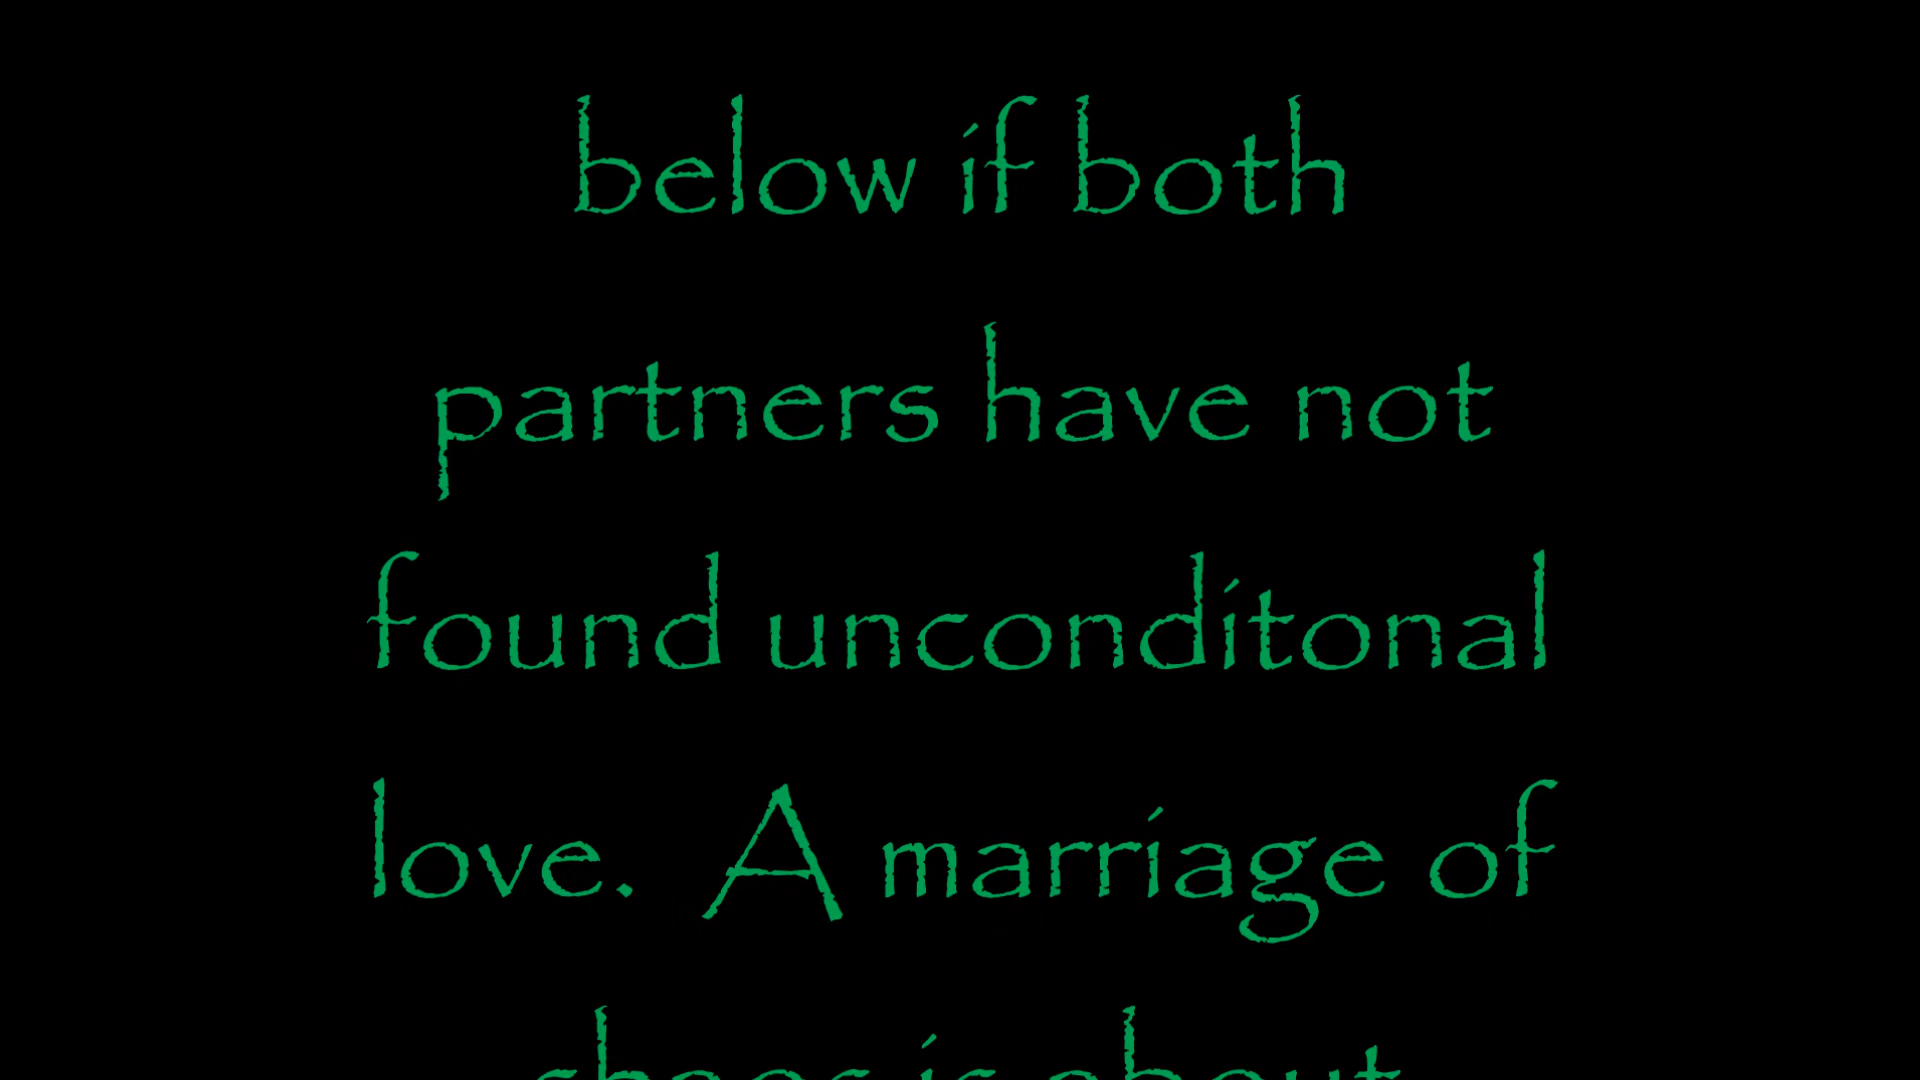 below if both
partners have not
found unconditonal
love.  A marriage of
chaos is about